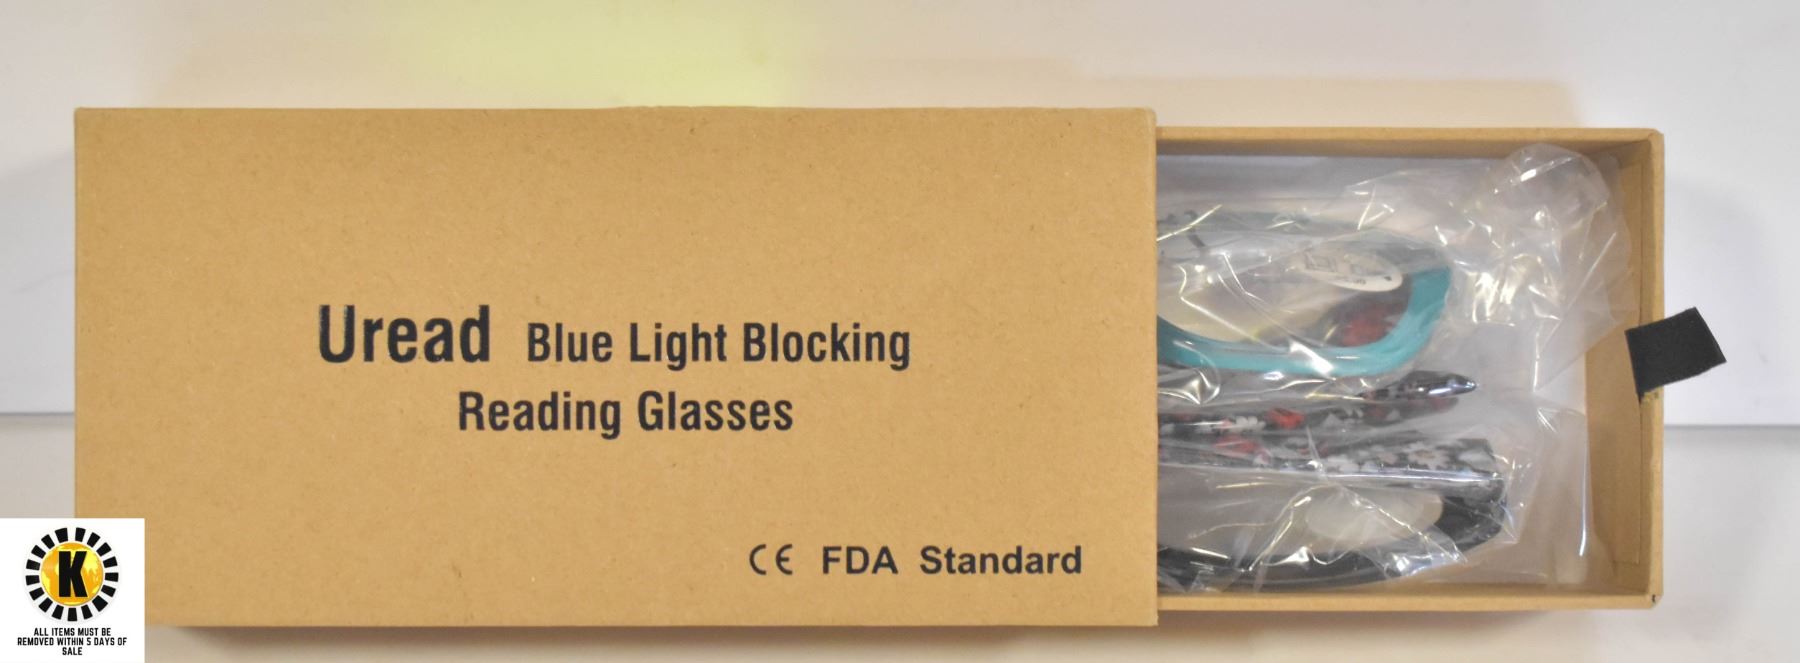 Uread Blue Light Blocking
Reading Glasses
CE FDA Standard
K
ALL ITEMS MUST BE
REMOVED WITHIN 5 DAYS OF
SALE